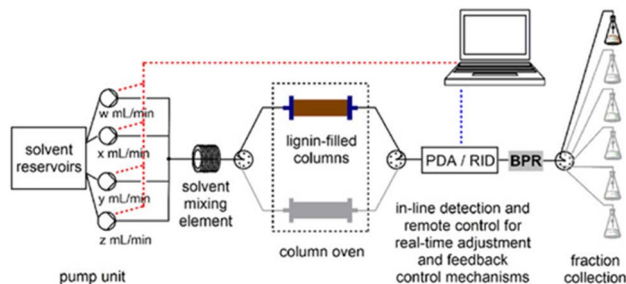 w mL/min
solvent
reservoirs
x mL/min
y mL/min
z mL/min
pump unit
solvent
mixing
element
lignin-filled
columns
column oven
PDA / RID
BPR
in-line detection and
remote control for
real-time adjustment
and feedback
control mechanisms
fraction
collection